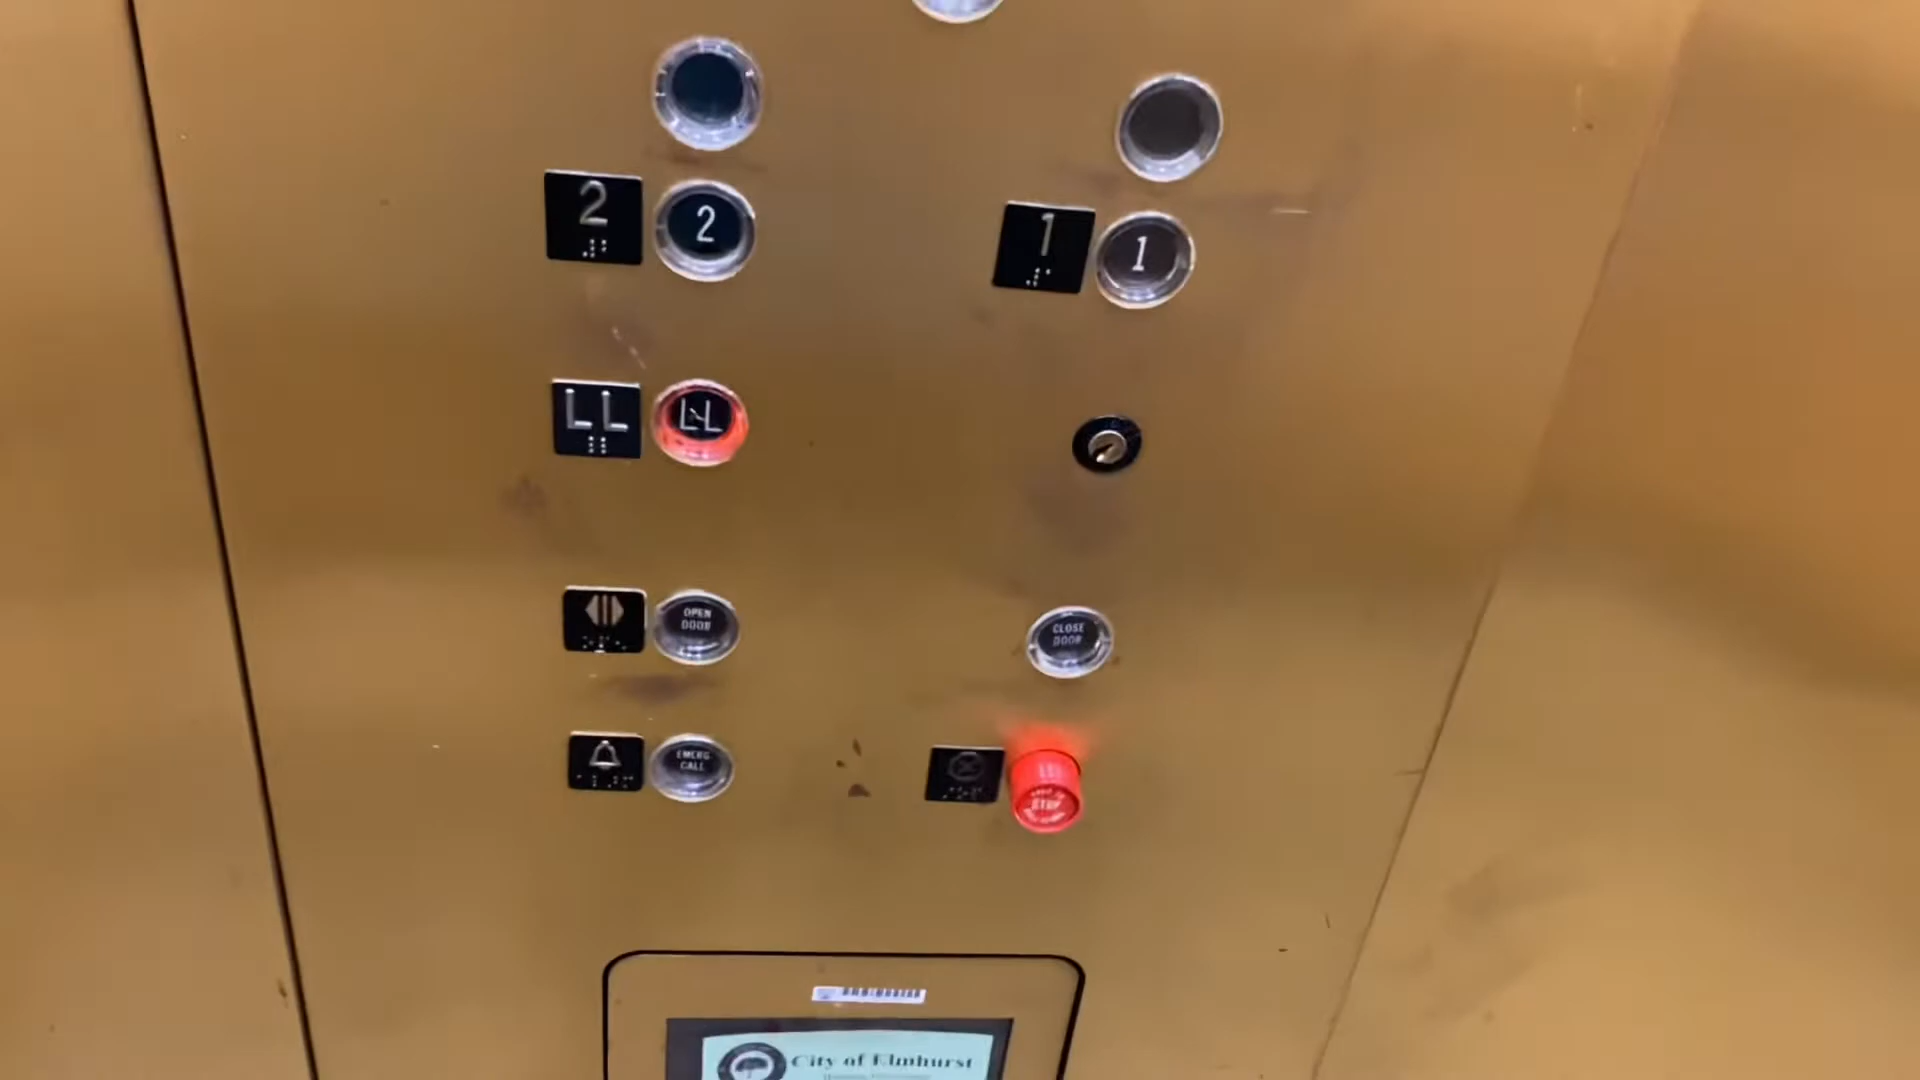 2
2
1
1
LL
LL
OPEN
DOOR
CLOSE
DOOR
EMERG
CALL
STOP
City of Elmhurst